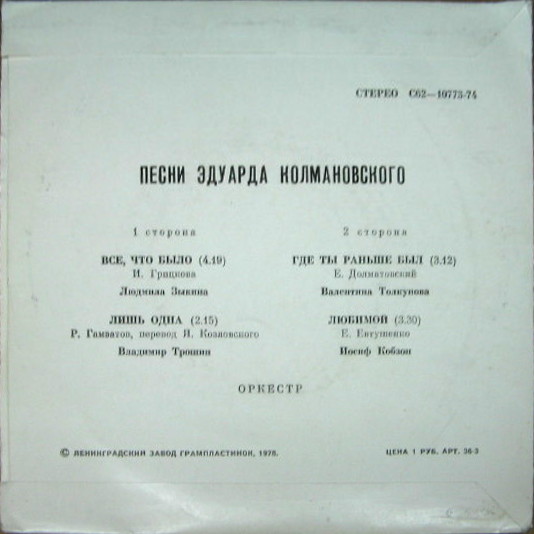 СТЕРЕО С62—10773-74
ПЕСНИ ЭДУАРДА КОЛМАНОВСКОГО
1 сторона
ВСЕ, ЧТО БЫЛО (4.19)
И. Грицкова
Людмила Зыкина
ЛИШЬ ОДНА (2.15)
Р. Гамзатов, перевод Я. Козловского
Владимир Трошин
2 сторона
ГДЕ ТЫ РАНЬШЕ БЫЛ (3.12)
Е. Долматовский
Валентина Толкунова
ЛЮБИМОЙ (3.30)
Е. Евтушенко
Иосиф Кобзон
ОРКЕСТР
© ЛЕНИНГРАДСКИЙ ЗАВОД ГРАМПЛАСТИНОК, 1978.
ЦЕНА 1 РУБ. АРТ. 36-3